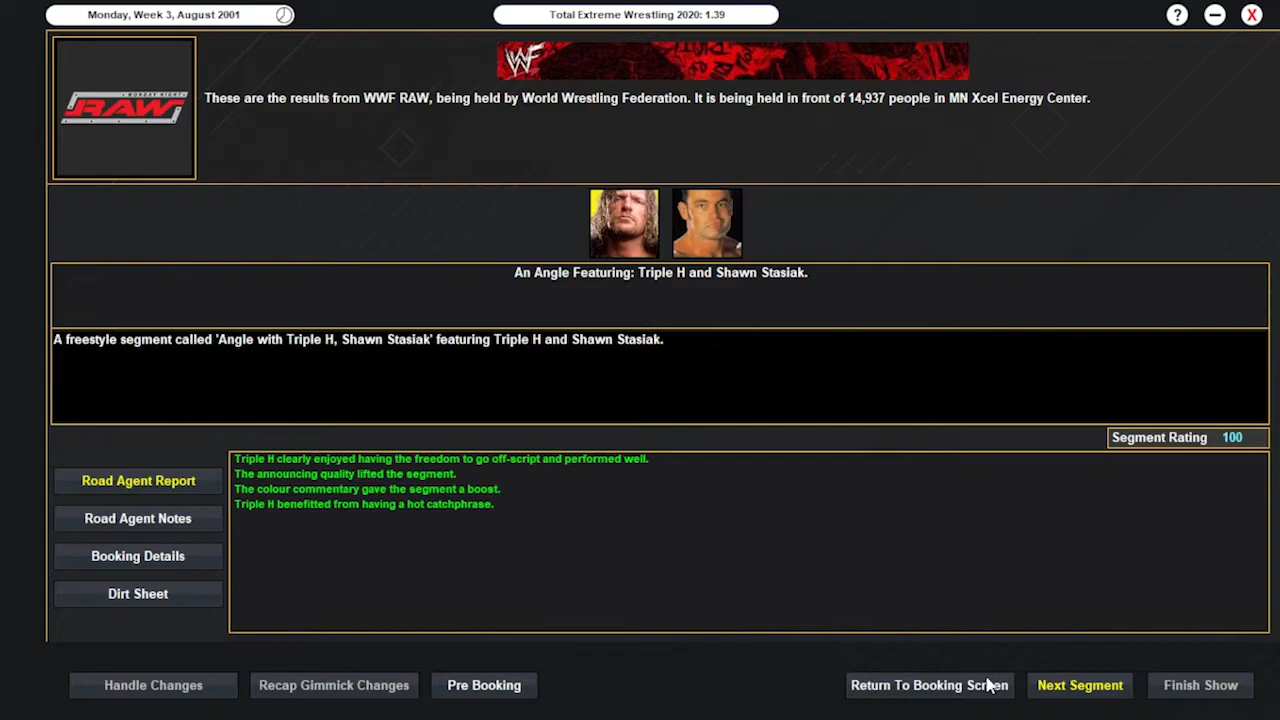 Monday, Week 3, August 2001
Total Extreme Wrestling 2020: 1.39
?
X
MONDAY NIGHT
RAW
These are the results from WWF RAW, being held by World Wrestling Federation. It is being held in front of 14,937 people in MN Xcel Energy Center.
An Angle Featuring: Triple H and Shawn Stasiak.
A freestyle segment called 'Angle with Triple H, Shawn Stasiak' featuring Triple H and Shawn Stasiak.
Segment Rating 100
Road Agent Report
Road Agent Notes
Booking Details
Dirt Sheet
Triple H clearly enjoyed having the freedom to go off-script and performed well.
The announcing quality lifted the segment.
The colour commentary gave the segment a boost.
Triple H benefitted from having a hot catchphrase.
Handle Changes
Recap Gimmick Changes
Pre Booking
Return To Booking Screen
Next Segment
Finish Show